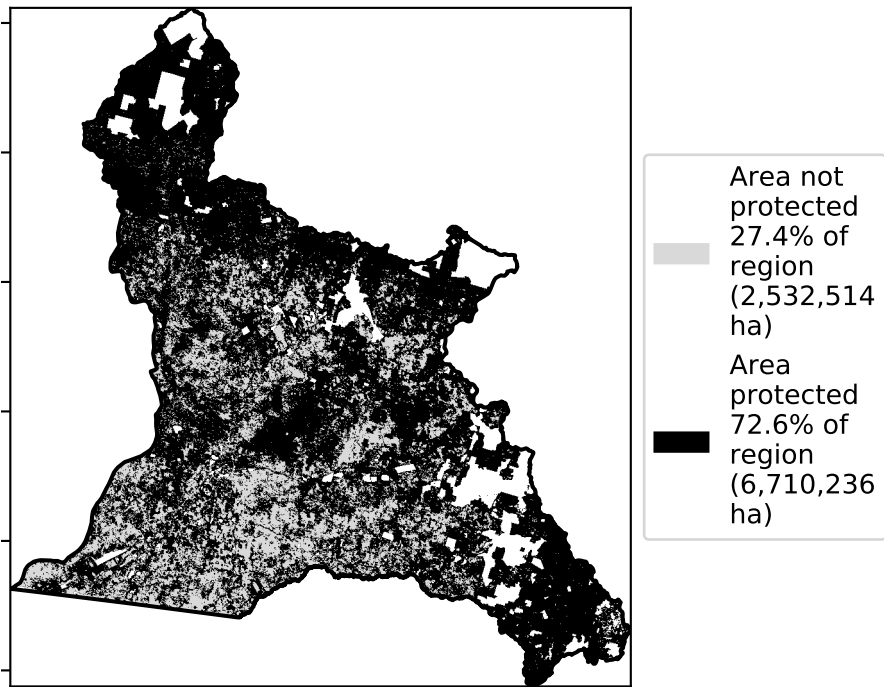 Area not
protected
27.4% of
region
(2,532,514
ha)
Area
protected
72.6% of
region
(6,710,236
ha)